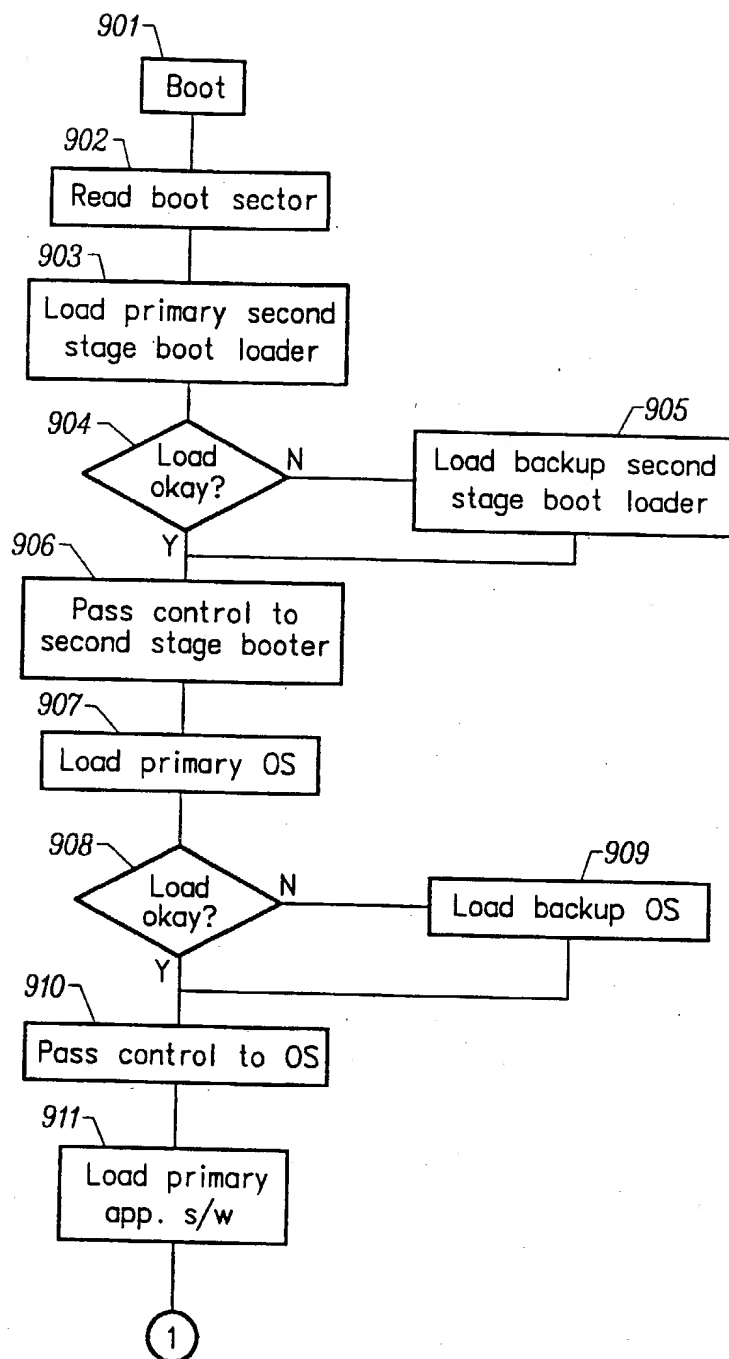 901
Boot
902
Read boot sector
903
Load primary second
stage boot loader
904
Load
okay?
N
Y
905
Load backup second
stage boot loader
906
Pass control to
second stage booter
907
Load primary OS
908
Load
okay?
N
Y
909
Load backup OS
910
Pass control to OS
911
Load primary
app. s/w
1